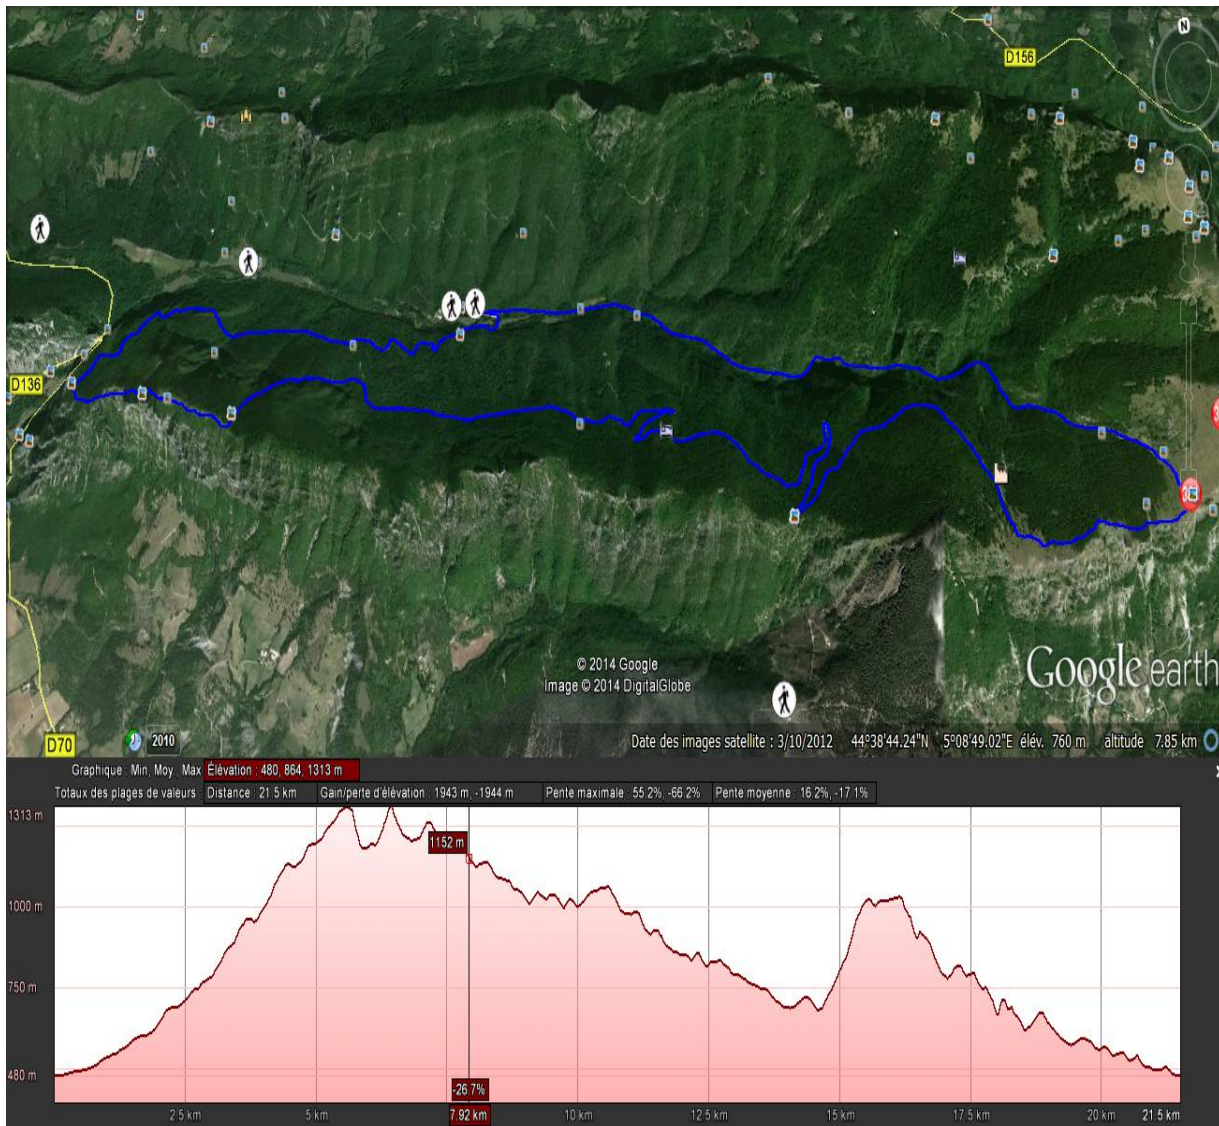 N
D156
D136
30
© 2014 Google
Image © 2014 DigitalGlobe
Google earth
D70
2010
Date des images satellite : 3/10/2012 44°38'44.24"N 5°08'49.02"E élév. 760 m altitude 7.85 km
Graphique : Min, Moy., Max Élévation : 480, 864, 1313 m
Totaux des plages de valeurs : Distance : 21.5 km Gain/perte d'élévation : 1943 m, -1944 m Pente maximale : 55.2%, -66.2% Pente moyenne : 16.2%, -17.1%
1313 m
1152 m
1000 m
750 m
480 m
-26.7%
2.5 km 5 km 7.92 km 10 km 12.5 km 15 km 17.5 km 20 km 21.5 km